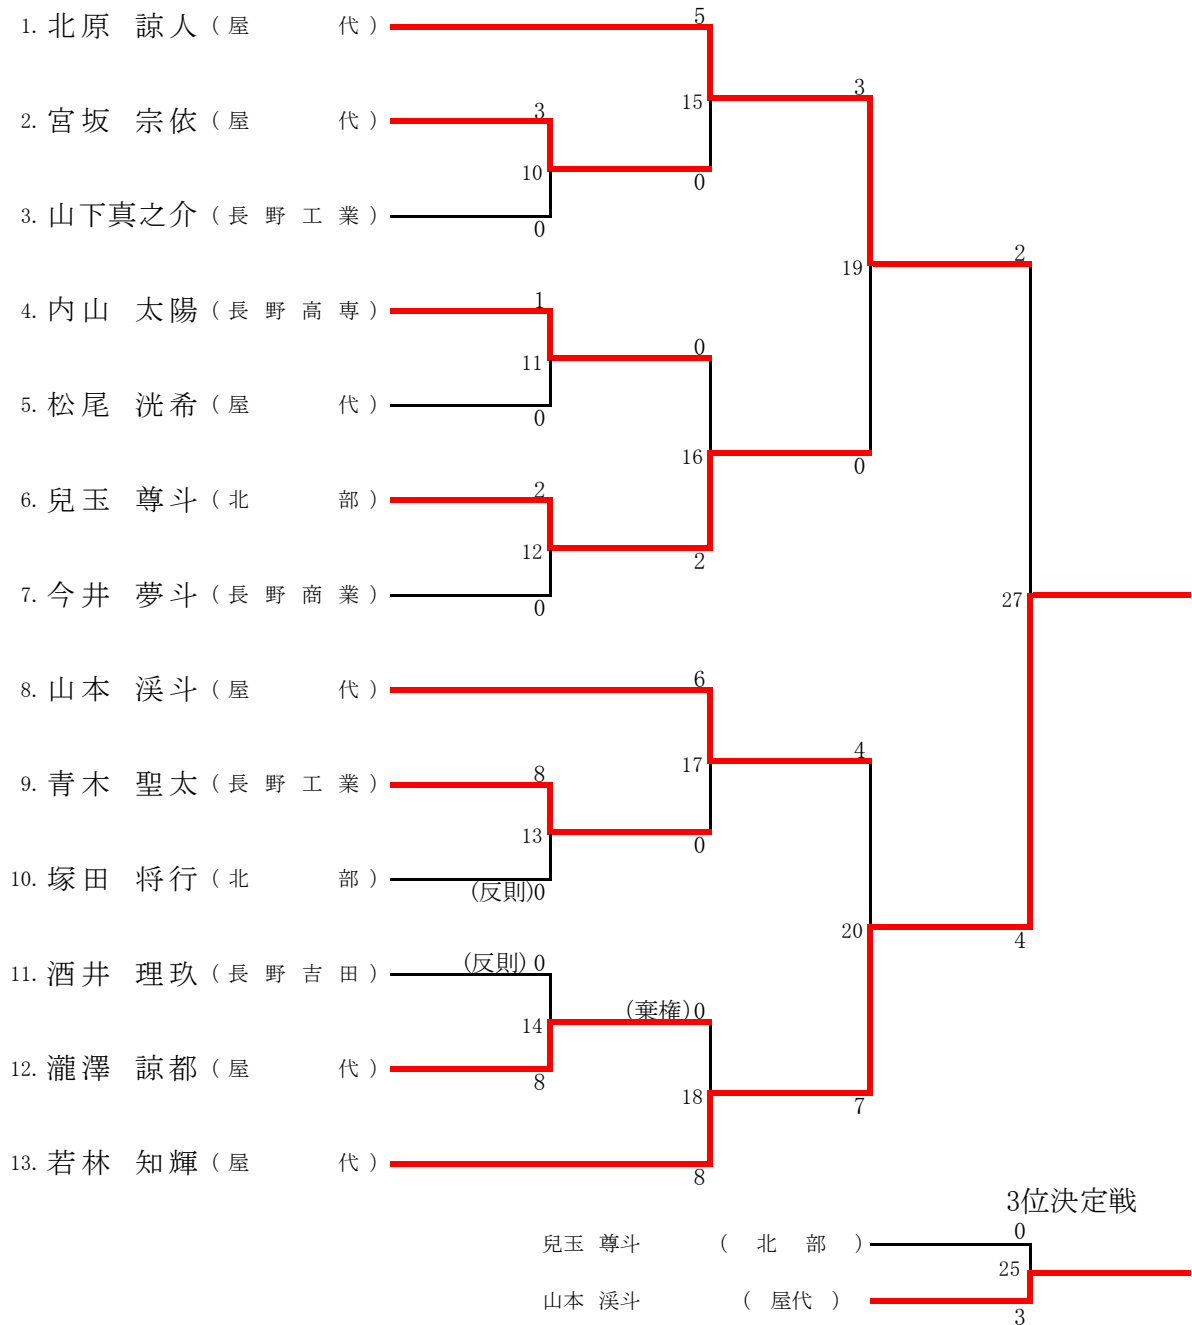 5
1. 北原 諒人 ( 屋 代 )
3
15
3
2. 宮坂 宗依 ( 屋 代 )
10
0
3. 山下真之介 ( 長野工業 )
0
2
19
1
4. 内山 太陽 ( 長野高専 )
0
11
5. 松尾 洸希 ( 屋 代 )
0
16
0
2
6. 兒玉 尊斗 ( 北 部 )
12
2
7. 今井 夢斗 ( 長野商業 )
0
27
6
8. 山本 渓斗 ( 屋 代 )
4
17
8
9. 青木 聖太 ( 長野工業 )
13
0
10. 塚田 将行 ( 北 部 )
(反則)0
20
4
(反則)0
11. 酒井 理玖 ( 長野吉田 )
(棄権)0
14
12. 瀧澤 諒都 ( 屋 代 )
8
18
7
13. 若林 知輝 ( 屋 代 )
8
3位決定戦
0
兒玉 尊斗 ( 北 部 )
25
山本 渓斗 ( 屋代 )
3